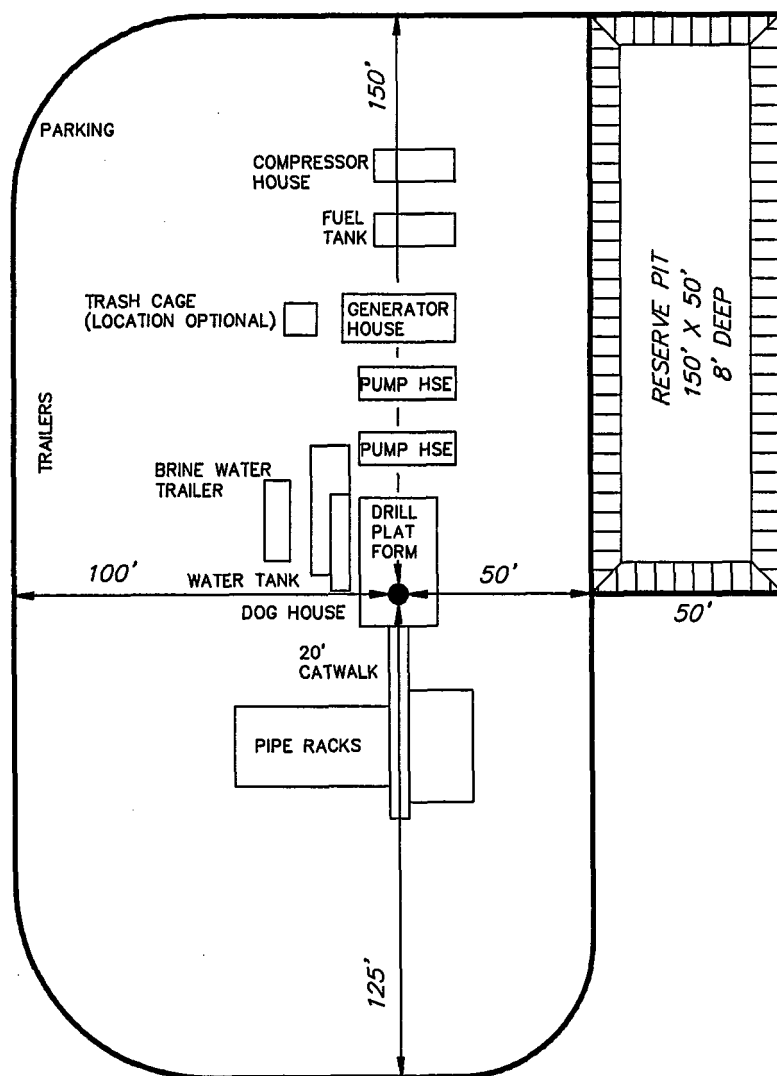 150'
PARKING
COMPRESSOR
HOUSE
FUEL
TANK
TRASH CAGE
(LOCATION OPTIONAL)
GENERATOR
HOUSE
RESERVE PIT
150' X 50'
8' DEEP
PUMP HSE
TRAILERS
PUMP HSE
BRINE WATER
TRAILER
DRILL
PLAT
FORM
WATER TANK
100'
50'
DOG HOUSE
50'
20'
CATWALK
PIPE RACKS
125'